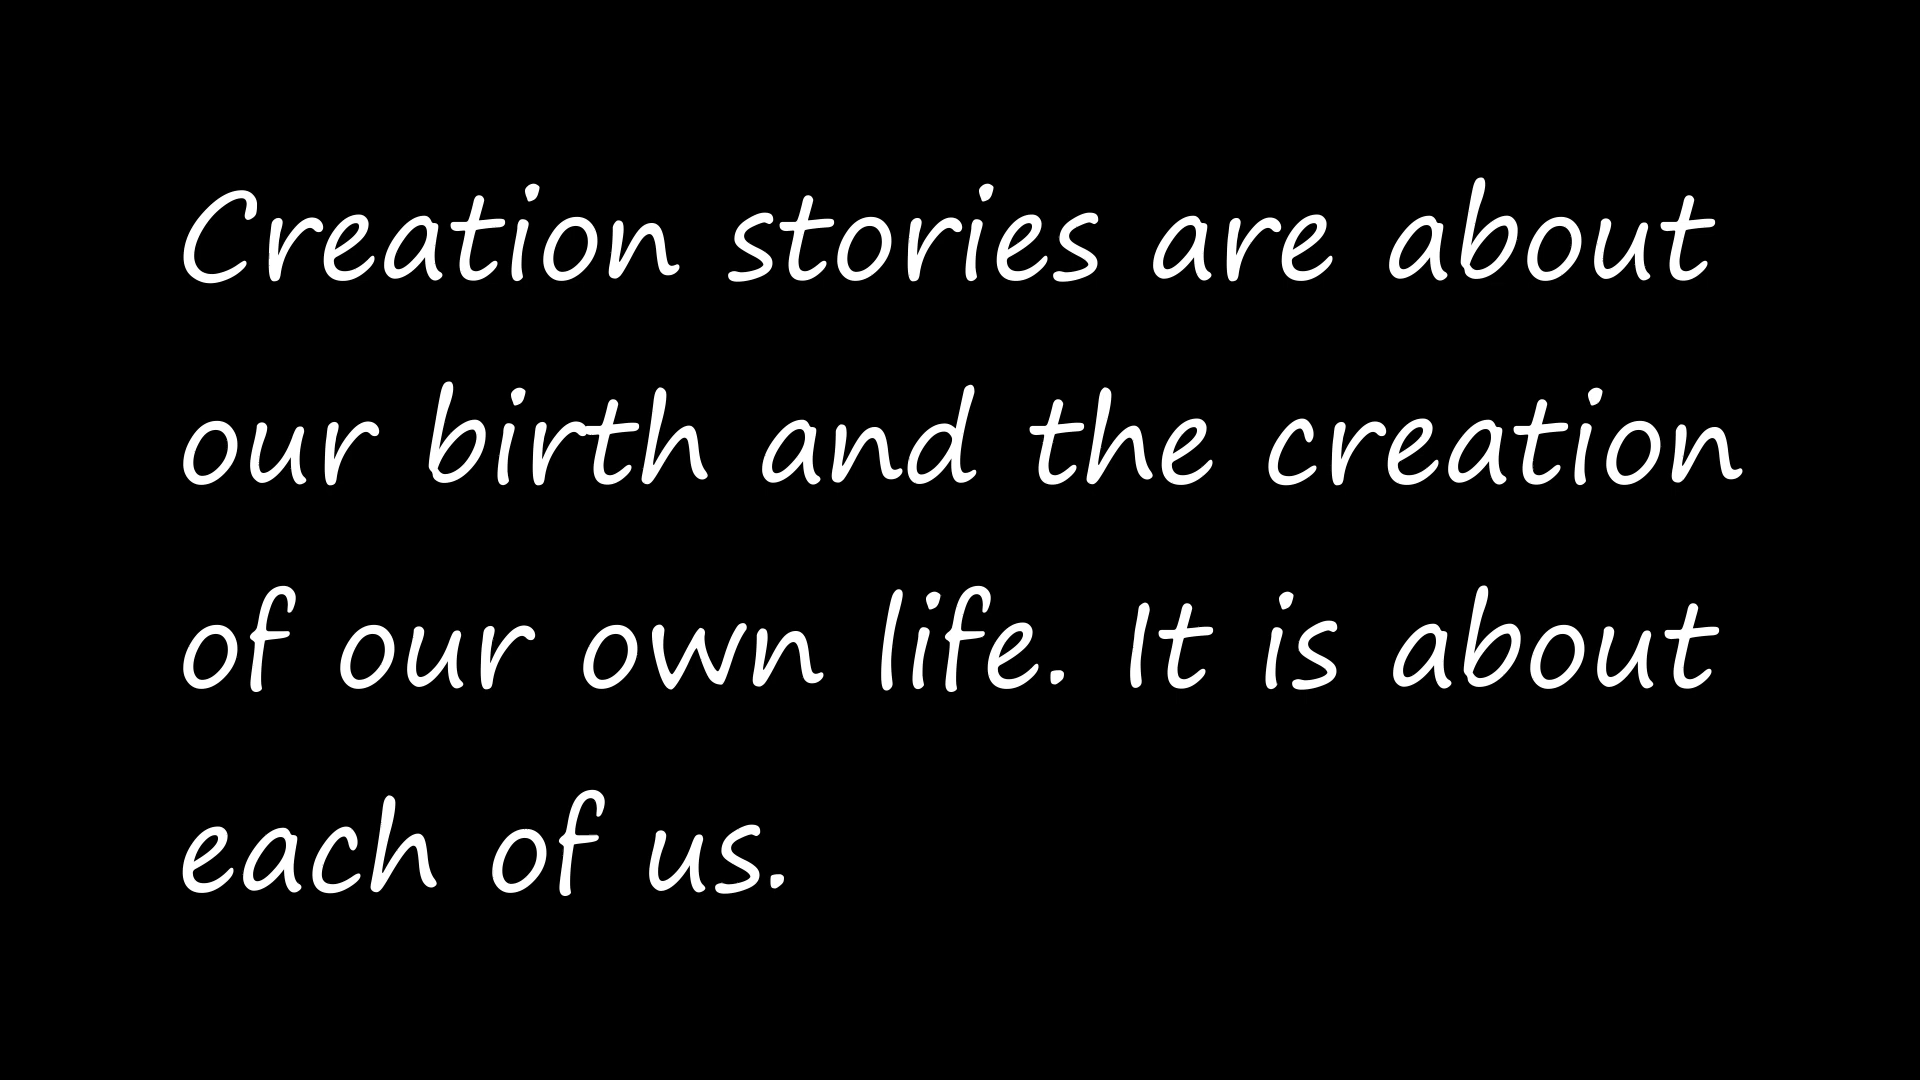 Creation stories are about
our birth and the creation
of our own life. It is about
each of us.